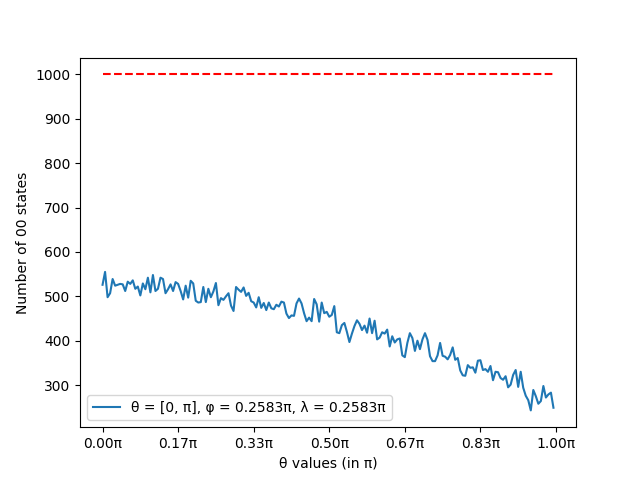 1000
900
800
700
600
500
400
300
Number of 00 states
θ = [0, π], φ = 0.2583π, λ = 0.2583π
0.00π 0.17π 0.33π 0.50π 0.67π 0.83π 1.00π
θ values (in π)